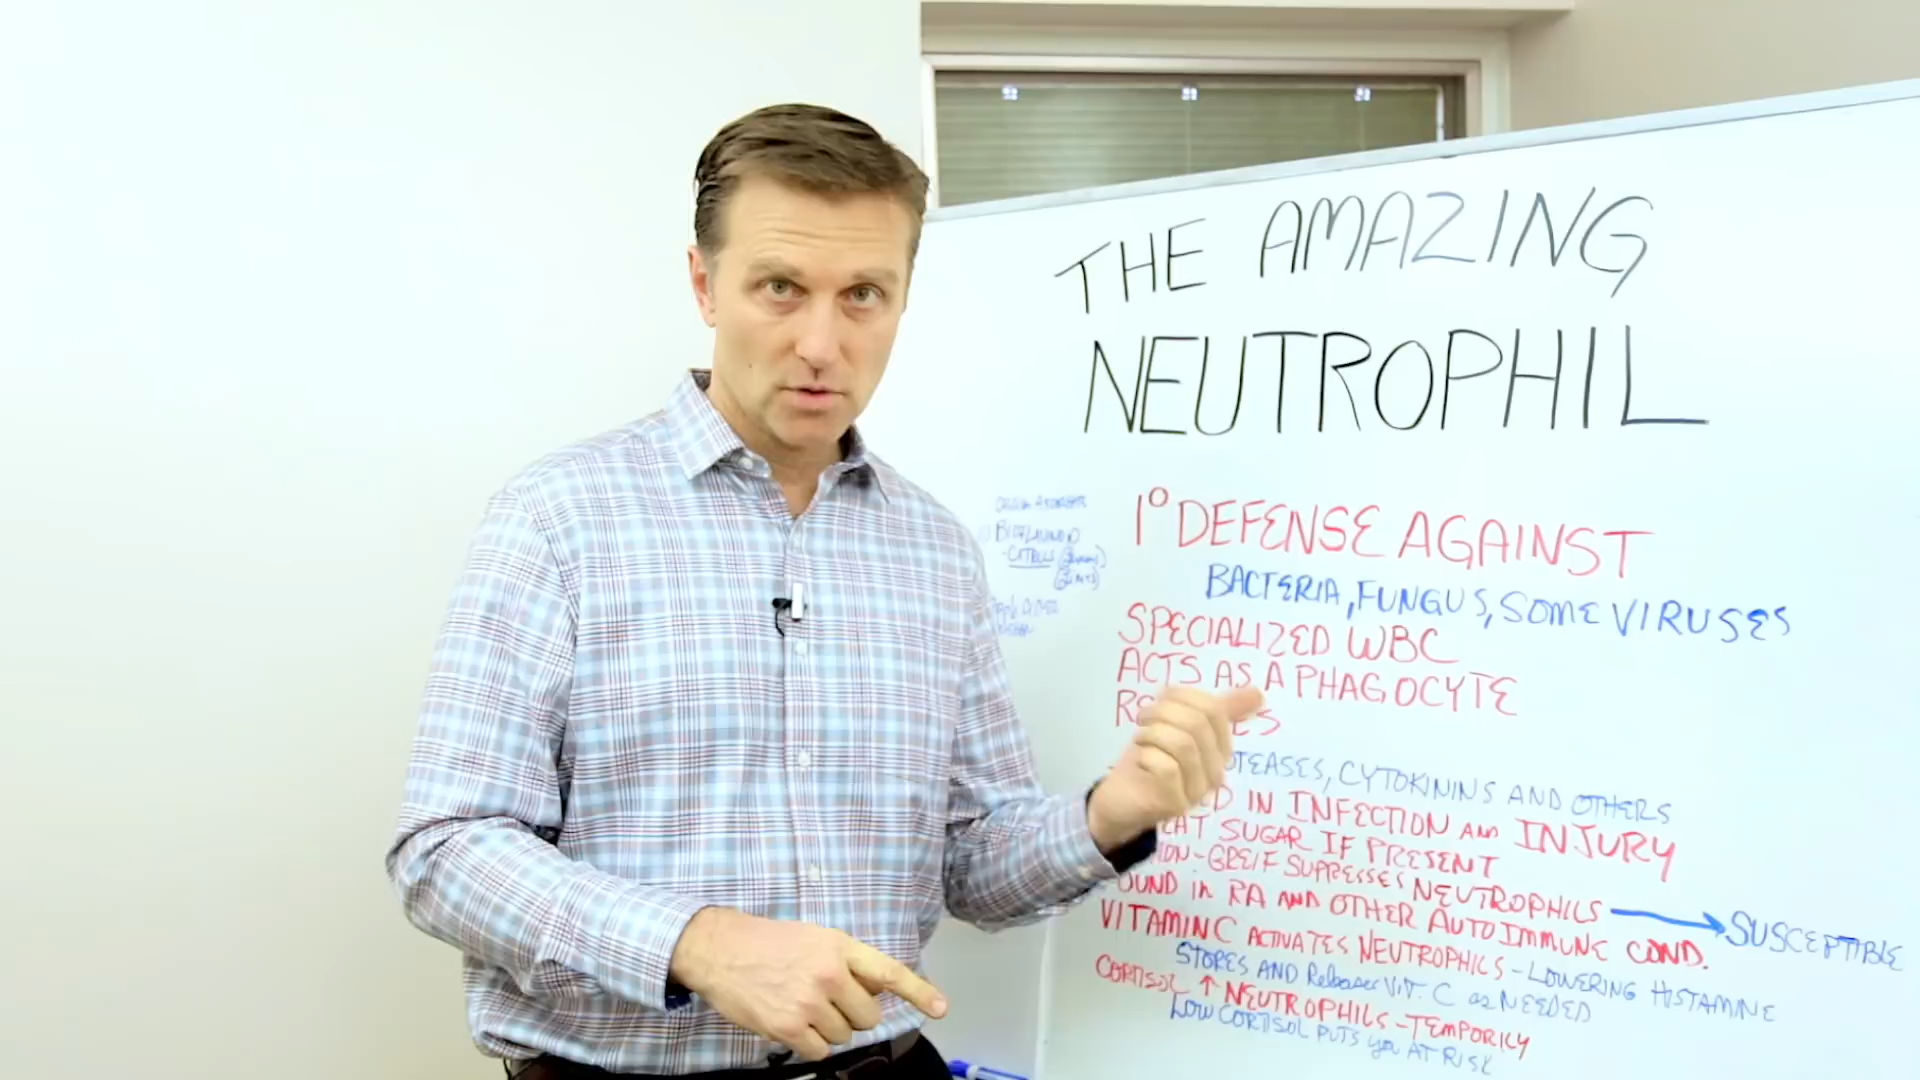 THE AMAZING
NEUTROPHIL
1° DEFENSE AGAINST
BACTERIA, FUNGUS, SOME VIRUSES
SPECIALIZED WBC
ACTS AS A PHAGOCYTE
CYTOKININS AND OTHERS
IN INFECTION AND INJURY
SUGAR IF PRESENT
-GREIF SUPPRESSES NEUTROPHILS → SUSCEPTIBLE
IN RA AND OTHER AUTOIMMUNE COND.
VITAMIN C ACTIVATES NEUTROPHILS - LOWERING HISTAMINE
STORES AND Releases VIT. C as NEEDED
CORTISOL ↑ NEUTROPHILS - TEMPORILY
LOW CORTISOL PUTS you AT RISK